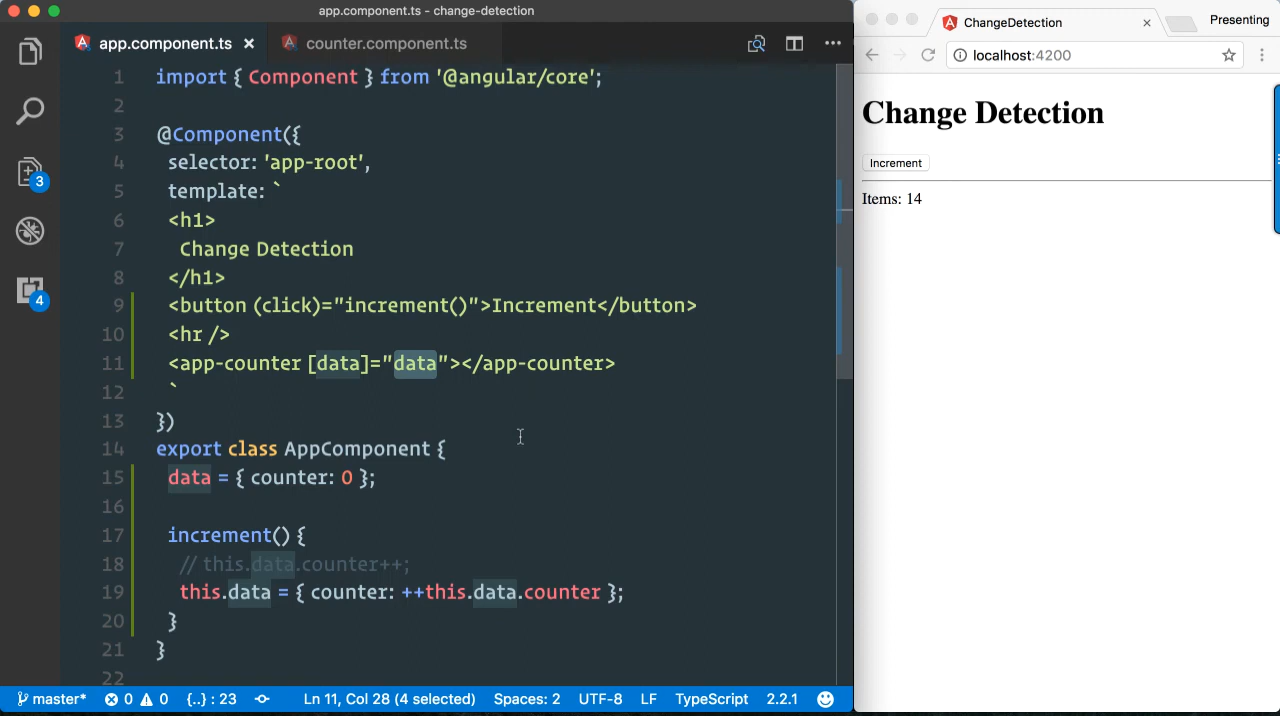 app.component.ts - change-detection
app.component.ts
counter.component.ts
1 import { Component } from '@angular/core';
2
3 @Component({
4 selector: 'app-root',
5 template: `
6 <h1>
7 Change Detection
8 </h1>
9 <button (click)="increment()">Increment</button>
10 <hr />
11 <app-counter [data]="data"></app-counter>
12 `
13 })
14 export class AppComponent {
15 data = { counter: 0 };
16
17 increment() {
18 // this.data.counter++;
19 this.data = { counter: ++this.data.counter };
20 }
21 }
22
3
4
master* 0 0 {..} : 23 Ln 11, Col 28 (4 selected) Spaces: 2 UTF-8 LF TypeScript 2.2.1
ChangeDetection
Presenting
localhost:4200
Change Detection
Increment
Items: 14